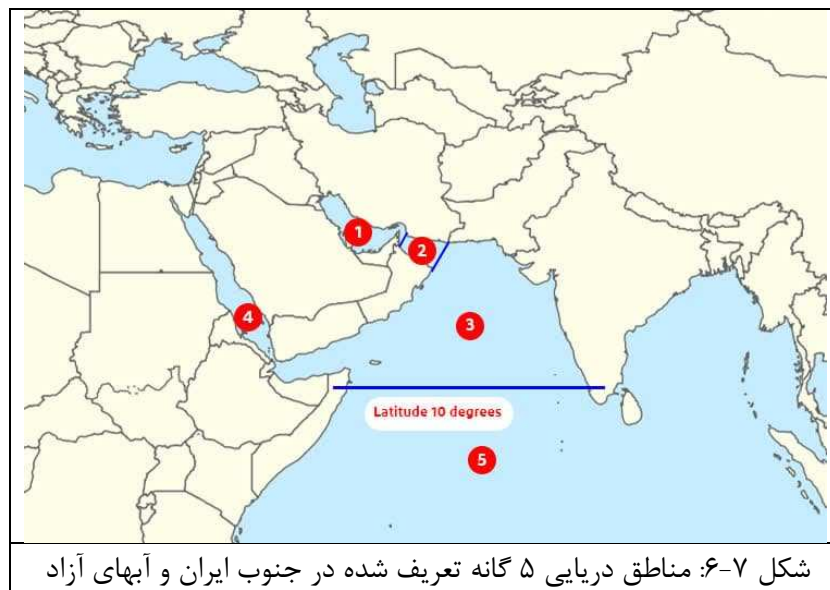 1
2
4
3
Latitude 10 degrees
5
شکل ۷-۶: مناطق دریایی ۵ گانه تعریف شده در جنوب ایران و آبهای آزاد